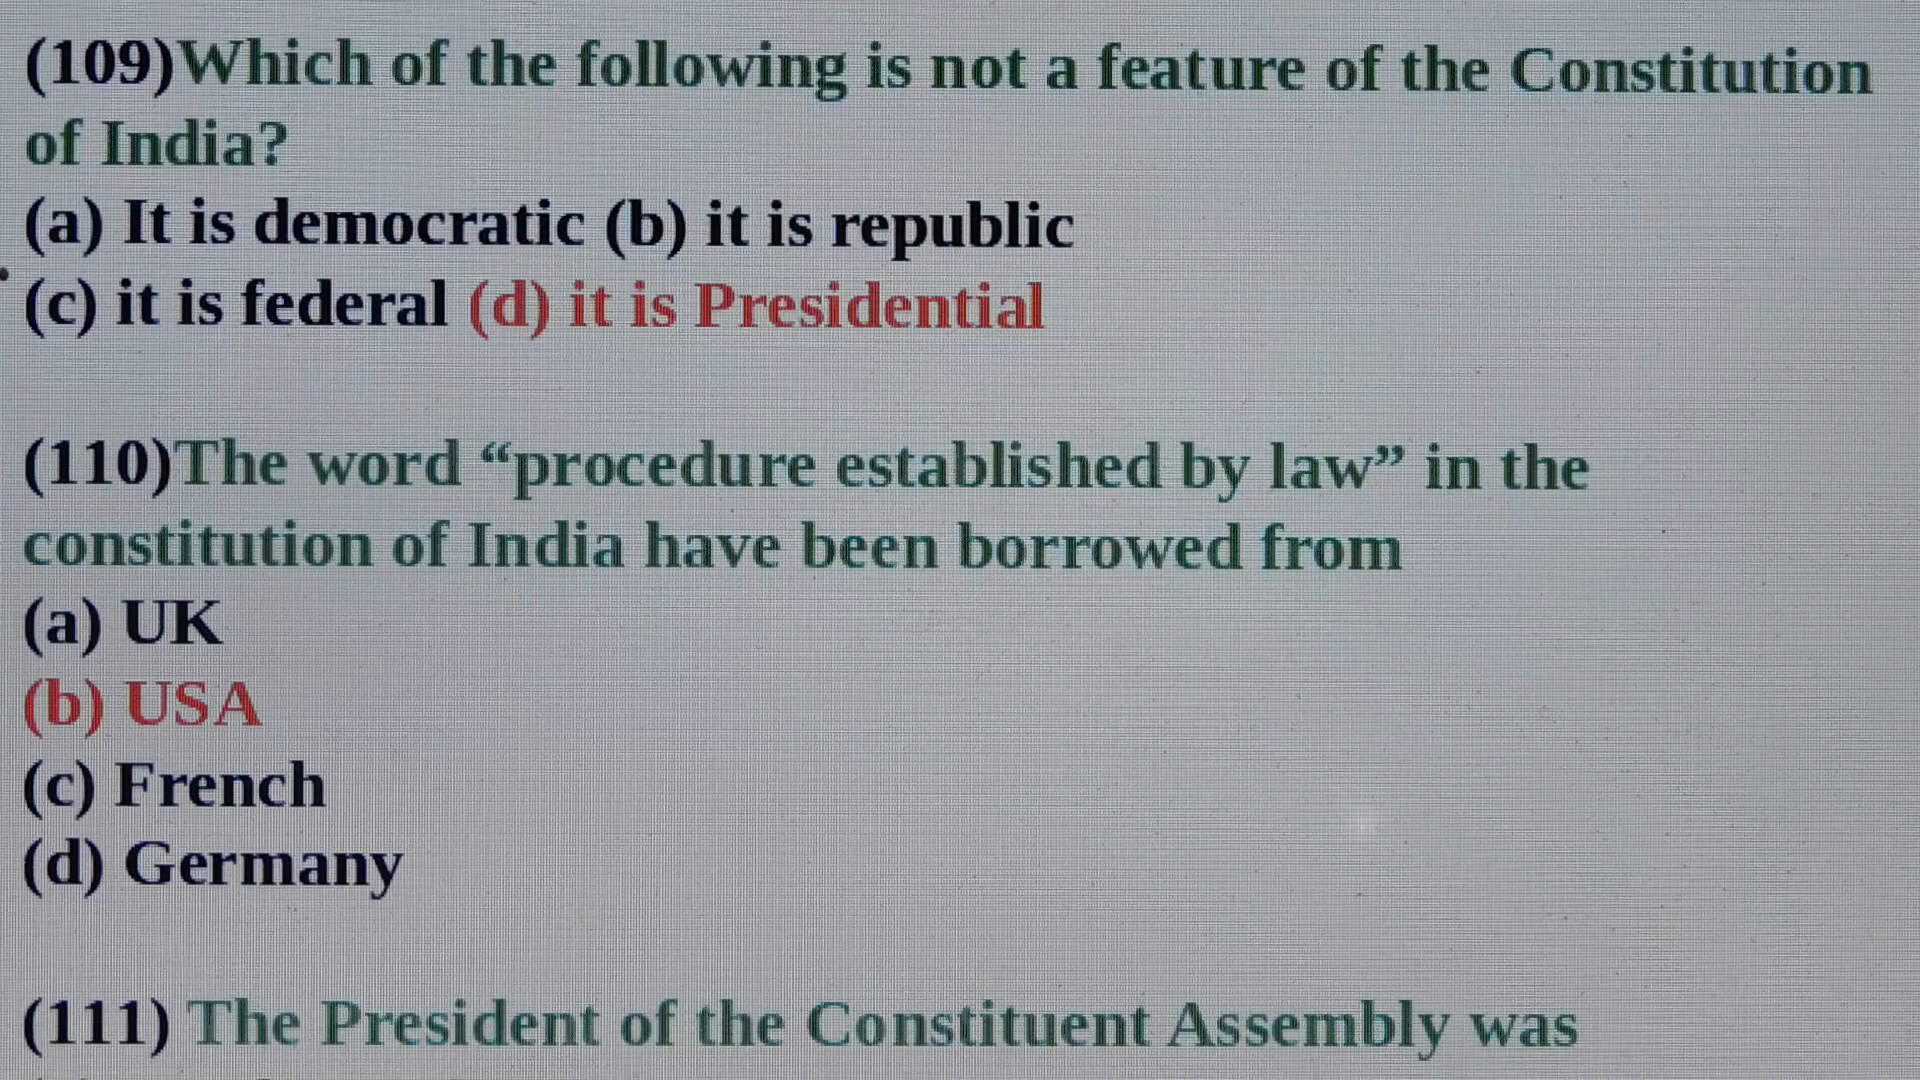 (109)Which of the following is not a feature of the Constitution
of India?
(a) It is democratic (b) it is republic
(c) it is federal (d) it is Presidential
(110)The word “procedure established by law” in the
constitution of India have been borrowed from
(a) UK
(b) USA
(c) French
(d) Germany
(111) The President of the Constituent Assembly was